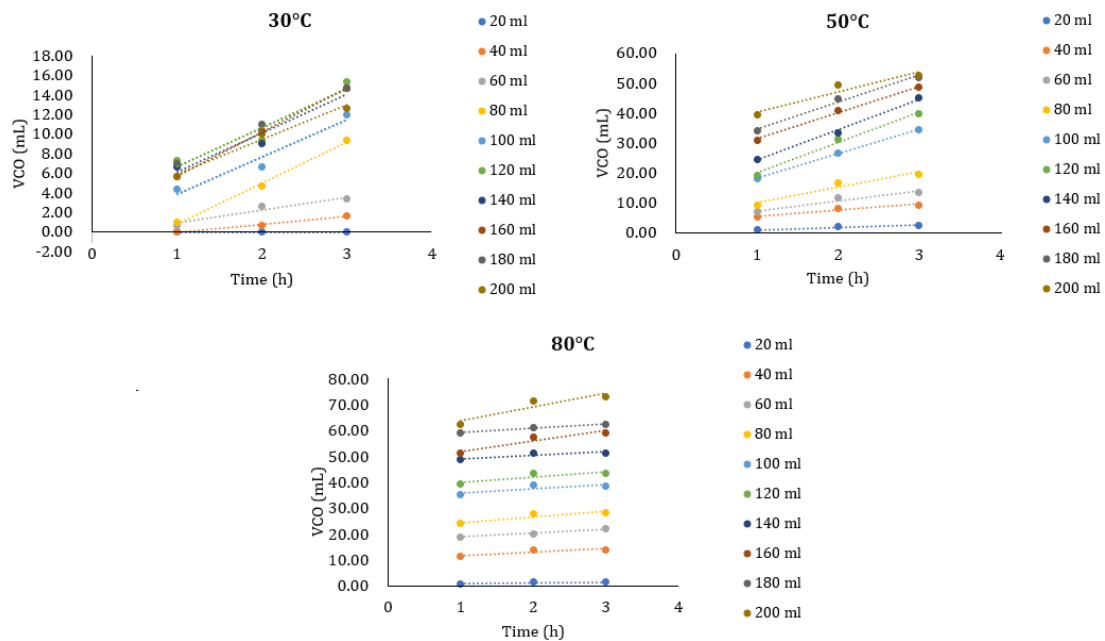 30°C
18.00
16.00
14.00
12.00
10.00
8.00
6.00
4.00
2.00
0.00
-2.00
VCO (mL)
0
1
2
3
4
Time (h)
20 ml
40 ml
60 ml
80 ml
100 ml
120 ml
140 ml
160 ml
180 ml
200 ml
50°C
60.00
50.00
40.00
30.00
20.00
10.00
0.00
VCO (mL)
0
1
2
3
4
Time (h)
20 ml
40 ml
60 ml
80 ml
100 ml
120 ml
140 ml
160 ml
180 ml
200 ml
80°C
80.00
70.00
60.00
50.00
40.00
30.00
20.00
10.00
0.00
VCO (mL)
0
1
2
3
4
Time (h)
20 ml
40 ml
60 ml
80 ml
100 ml
120 ml
140 ml
160 ml
180 ml
200 ml